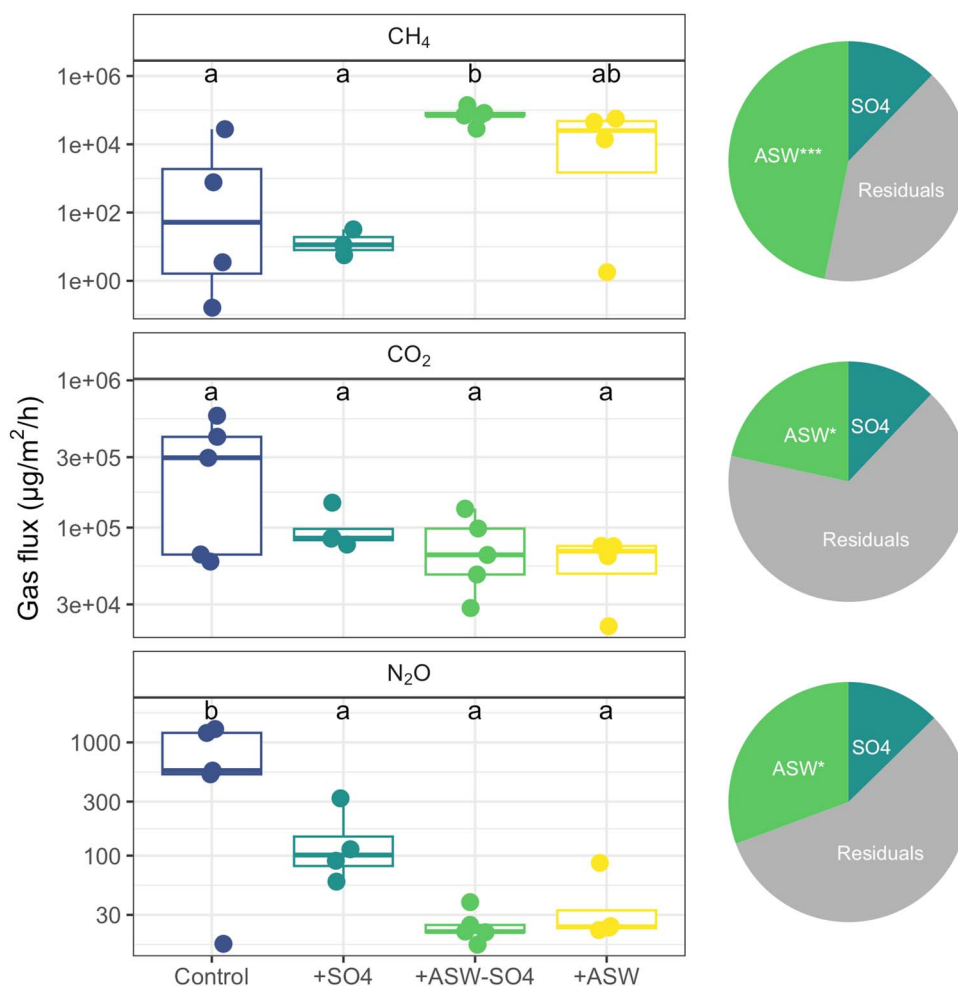 CH₄
a a b ab
1e+06
1e+04
1e+02
1e+00
SO4
ASW***
Residuals
CO₂
a a a a
1e+06
3e+05
1e+05
3e+04
SO4
ASW*
Residuals
N₂O
b a a a
1000
300
100
30
SO4
ASW*
Residuals
Gas flux (µg/m²/h)
Control +SO4 +ASW-SO4 +ASW